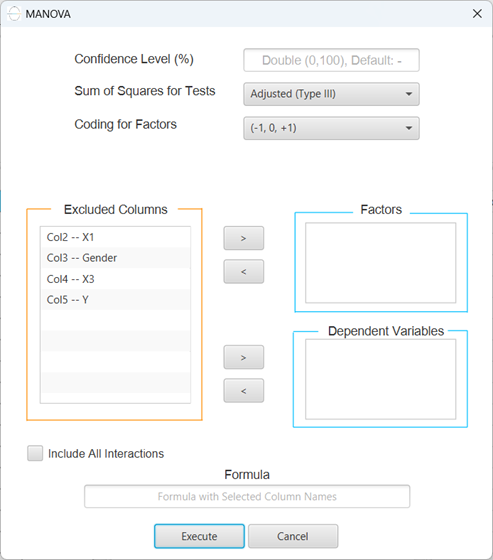 MANOVA
Confidence Level (%)
Double (0,100), Default: -
Sum of Squares for Tests
Adjusted (Type III)
Coding for Factors
(-1, 0, +1)
Excluded Columns
Col2 -- X1
Col3 -- Gender
Col4 -- X3
Col5 -- Y
>
<
Factors
>
<
Dependent Variables
Include All Interactions
Formula
Formula with Selected Column Names
Execute
Cancel